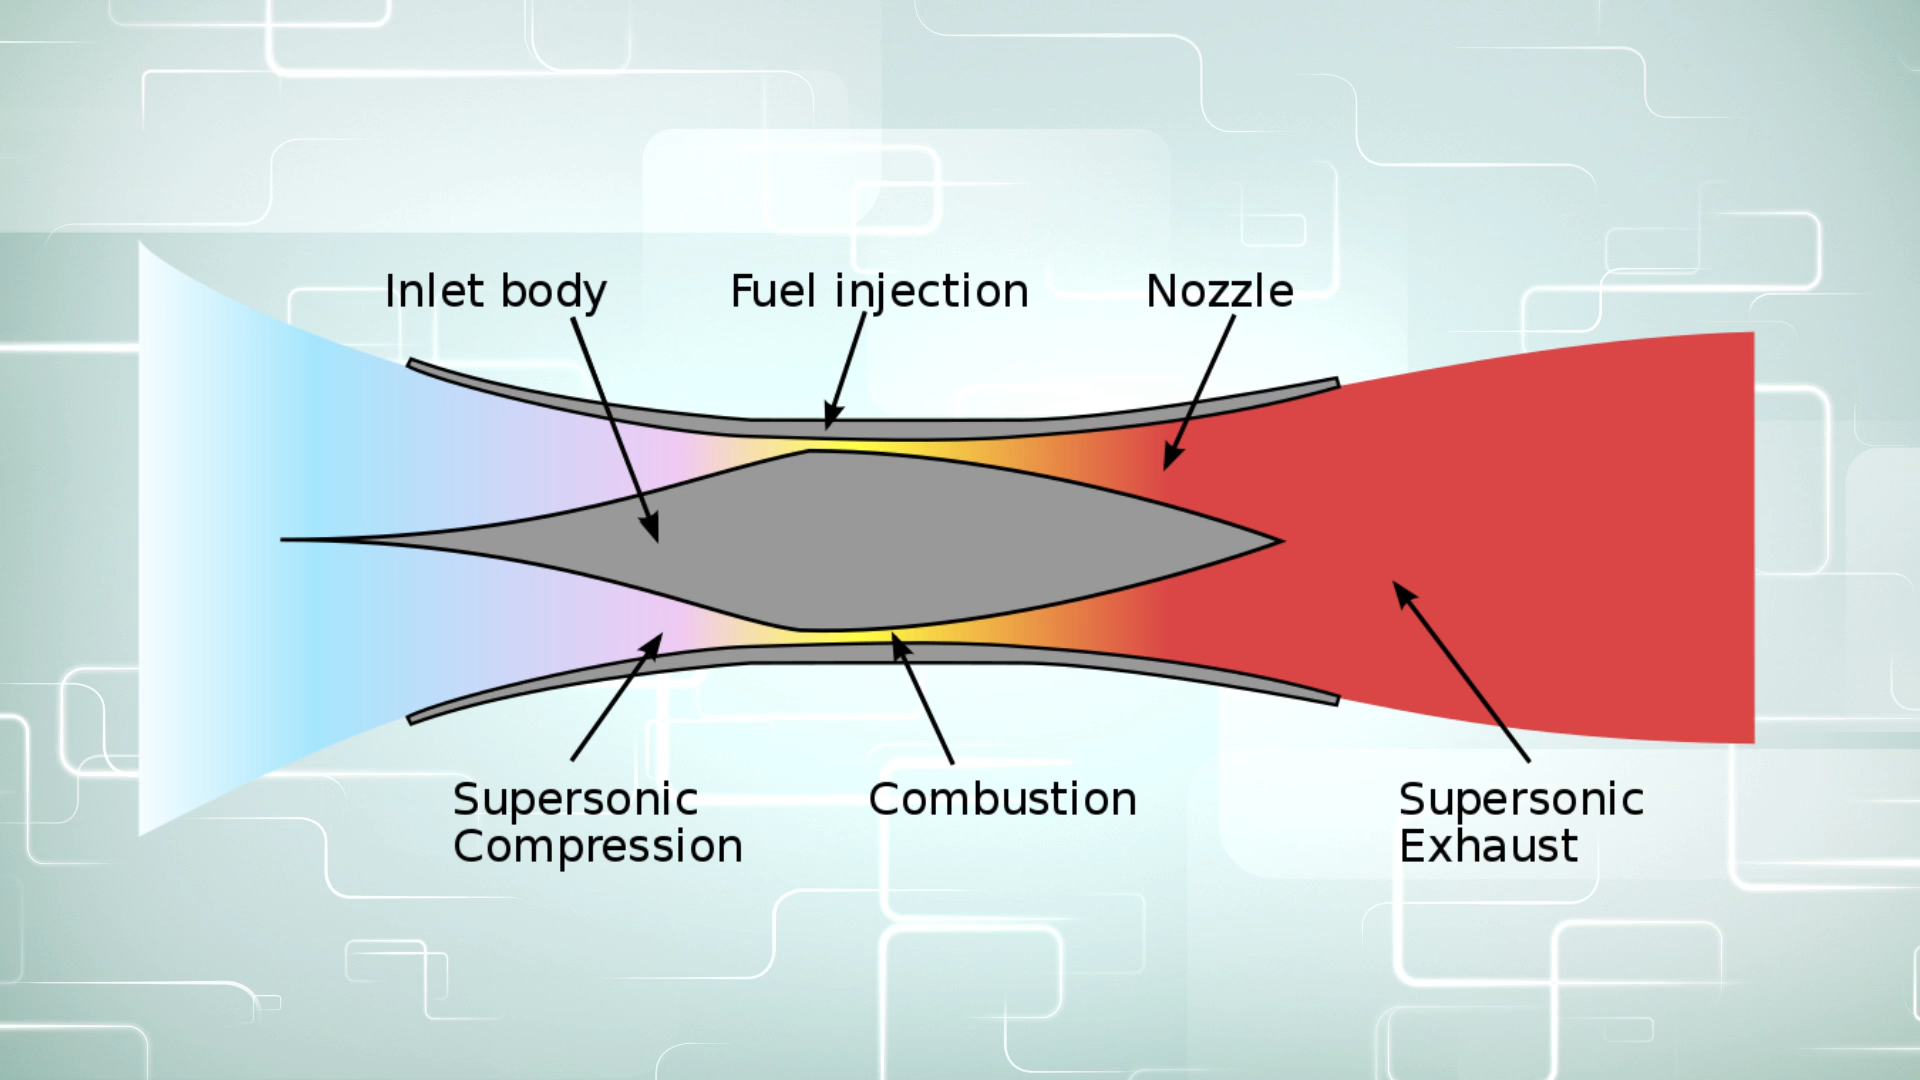 Inlet body
Fuel injection
Nozzle
Supersonic
Compression
Combustion
Supersonic
Exhaust